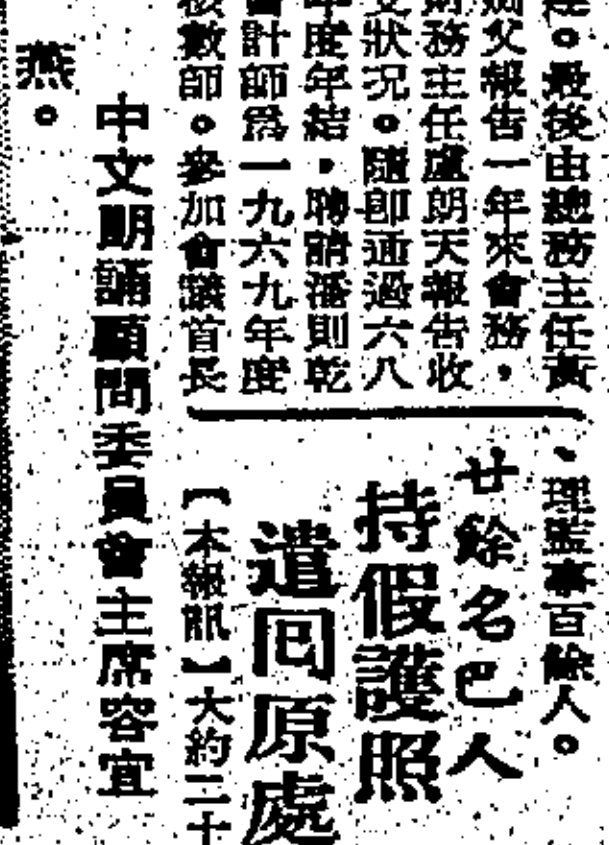 。最後由總務主任黃
父報告一年來會務，
財務主任盧朗天報告收
支狀况。隨即通過六八
年度年結，聘請潘則乾
會計師爲一九六九年度
核數師。參加會議首長
、理監事百餘人。
廿餘名巴人
持假護照
遣囘原處
【本報訊】大約二十
中文朗誦顧問委員會主席容宜
燕。